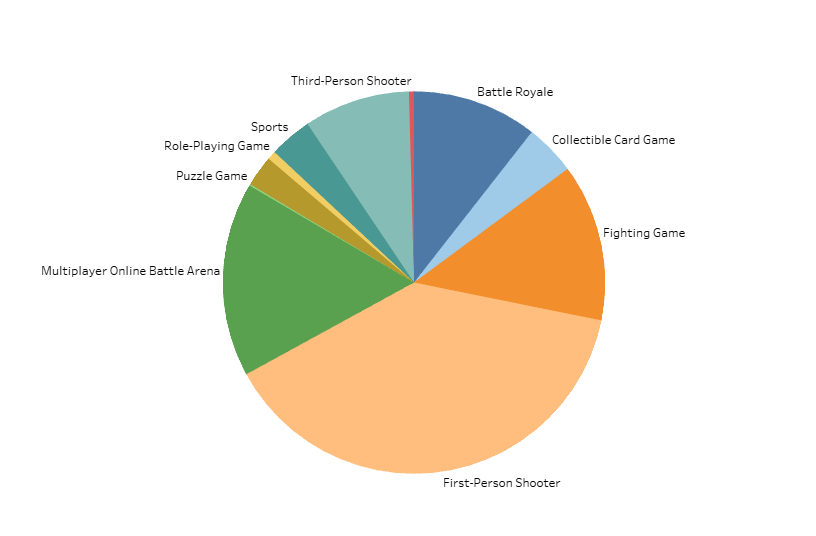 Third-Person Shooter
Battle Royale
Sports
Collectible Card Game
Role-Playing Game
Puzzle Game
Fighting Game
Multiplayer Online Battle Arena
First-Person Shooter